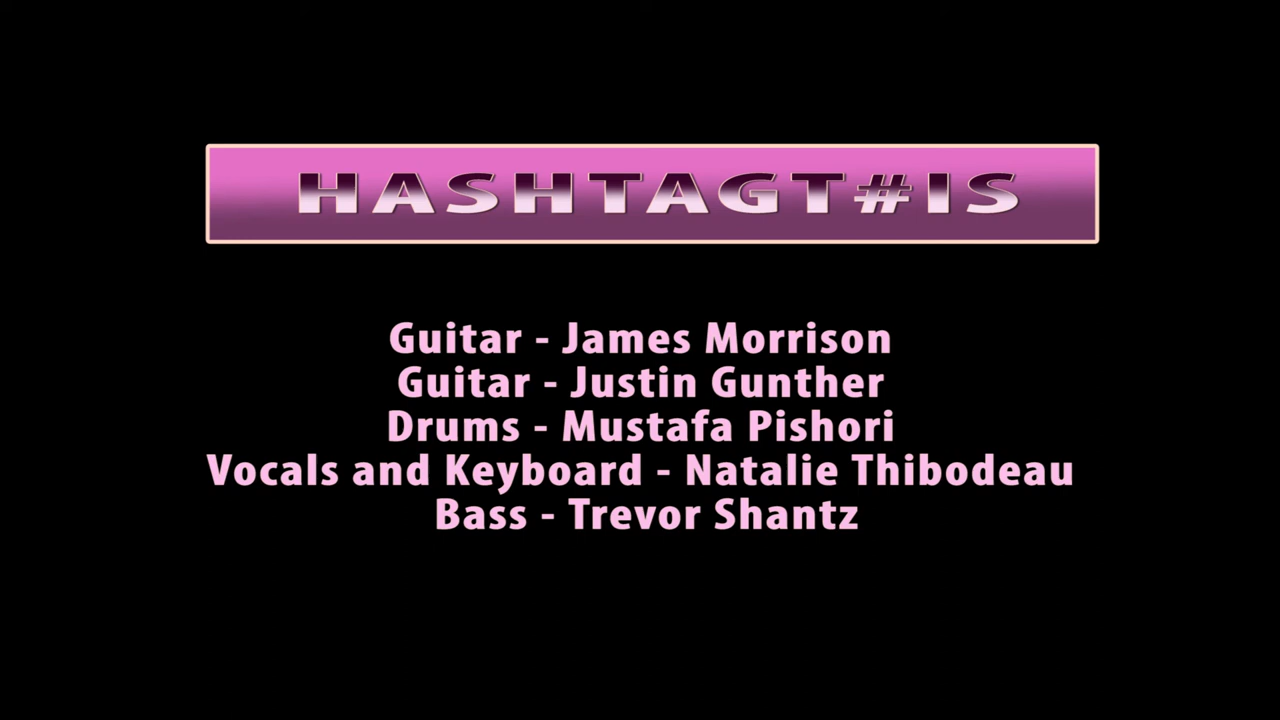 HASHTAGT#IS
Guitar - James Morrison
Guitar - Justin Gunther
Drums - Mustafa Pishori
Vocals and Keyboard - Natalie Thibodeau
Bass - Trevor Shantz